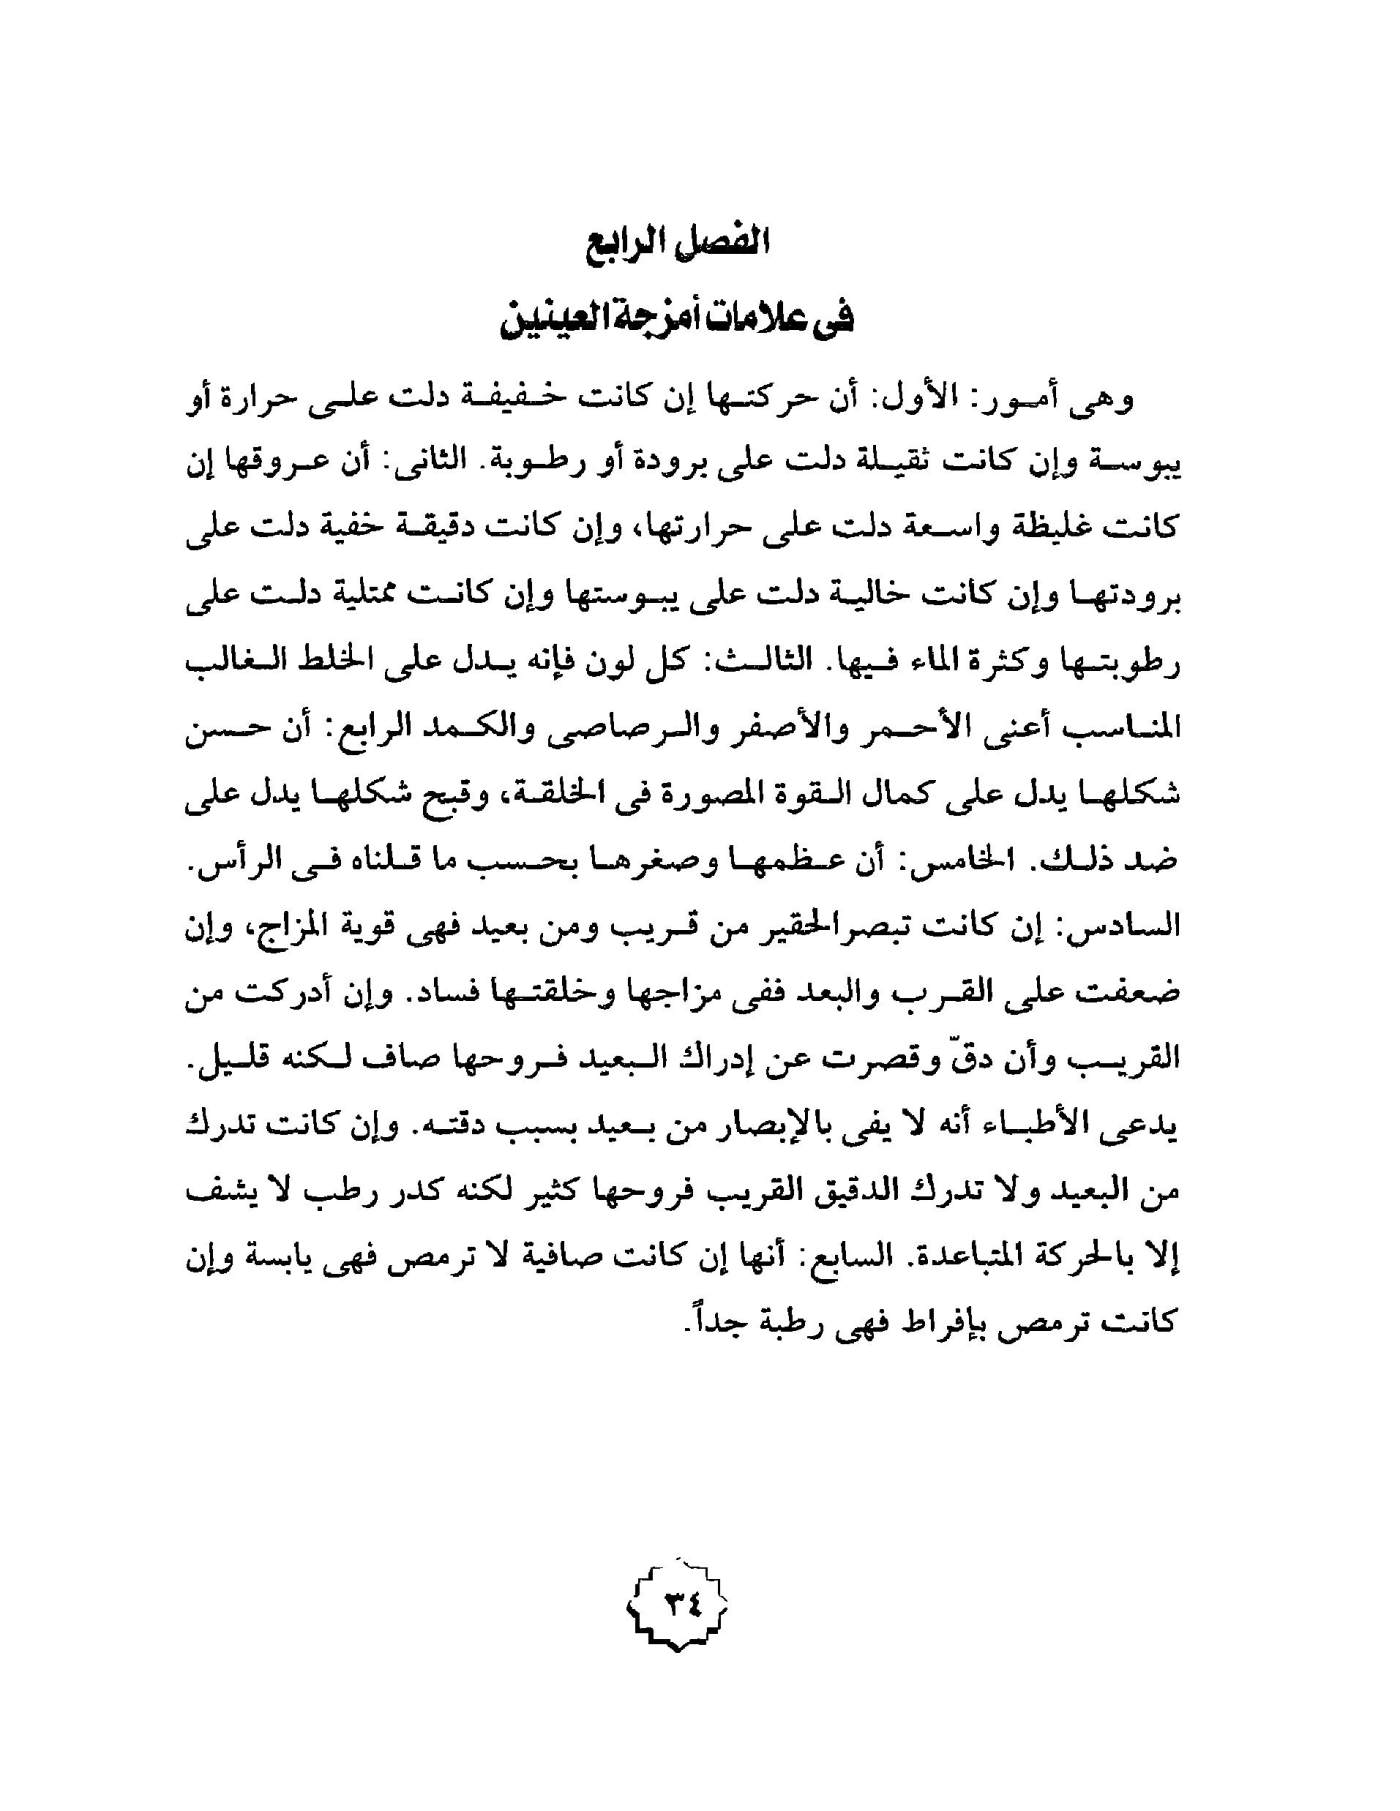 الفصل الرابع
فى علامات أمزجة العينين
وهى أمور: الأول: أن حركتها إن كانت خفيفة دلت على حرارة أو
يبوسة وإن كانت ثقيلة دلت على برودة أو رطوبة. الثانى: أن عروقها إن
كانت غليظة واسعة دلت على حرارتها، وإن كانت دقيقة خفية دلت على
برودتها وإن كانت خالية دلت على يبوستها وإن كانت ممتلية دلت على
رطوبتها وكثرة الماء فيها. الثالث: كل لون فإنه يدل على الخلط الغالب
المناسب أعنى الأحمر والأصفر والرصاصى والكمد الرابع: أن حسن
شكلها يدل على كمال القوة المصورة فى الخلقة، وقبح شكلها يدل على
ضد ذلك. الخامس: أن عظمها وصغرها بحسب ما قلناه فى الرأس.
السادس: إن كانت تبصر الحقير من قريب ومن بعيد فهى قوية المزاج، وإن
ضعفت على القرب والبعد ففى مزاجها وخلقتها فساد. وإن أدركت من
القريب وأن دقّ وقصرت عن إدراك البعيد فروحها صاف لكنه قليل.
يدعى الأطباء أنه لا يفى بالإبصار من بعيد بسبب دقته. وإن كانت تدرك
من البعيد ولا تدرك الدقيق القريب فروحها كثير لكنه كدر رطب لا يشف
إلا بالحركة المتباعدة. السابع: أنها إن كانت صافية لا ترمص فهى يابسة وإن
كانت ترمص بإفراط فهى رطبة جداً.
٣٤